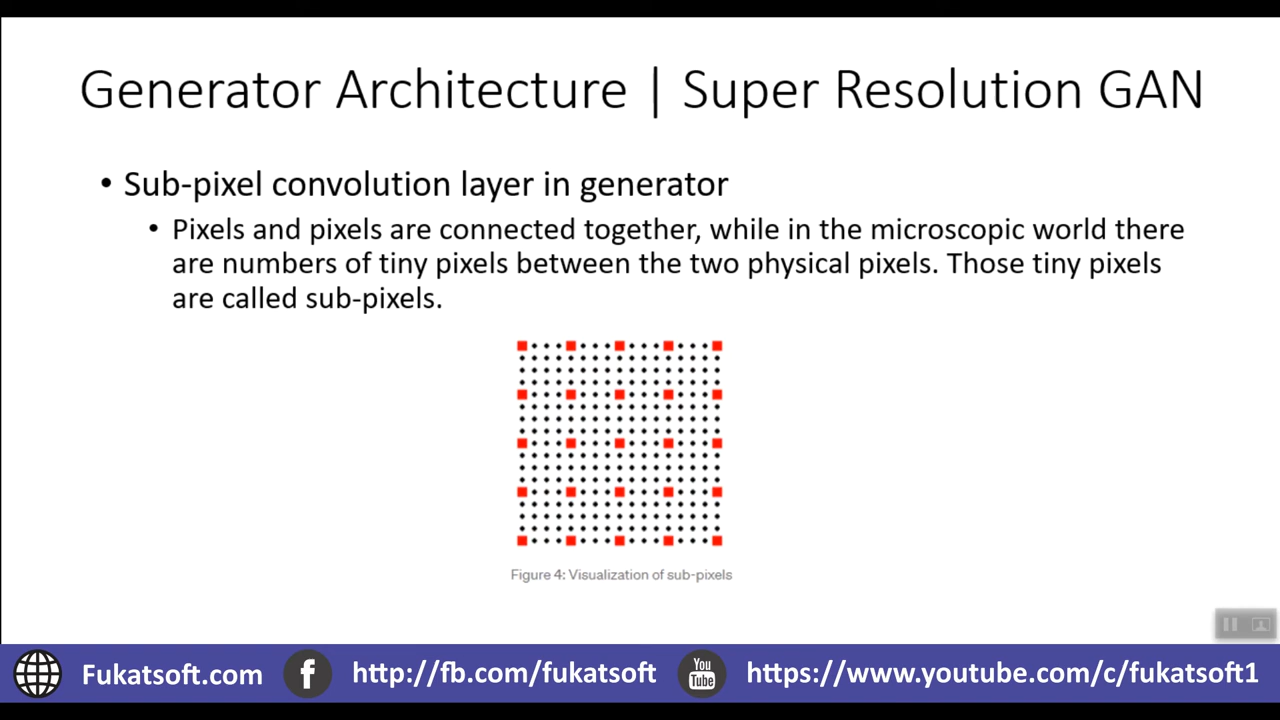 Generator Architecture | Super Resolution GAN
• Sub-pixel convolution layer in generator
• Pixels and pixels are connected together, while in the microscopic world there
are numbers of tiny pixels between the two physical pixels. Those tiny pixels
are called sub-pixels.
Figure 4: Visualization of sub-pixels
Fukatsoft.com f http://fb.com/fukatsoft You Tube https://www.youtube.com/c/fukatsoft1